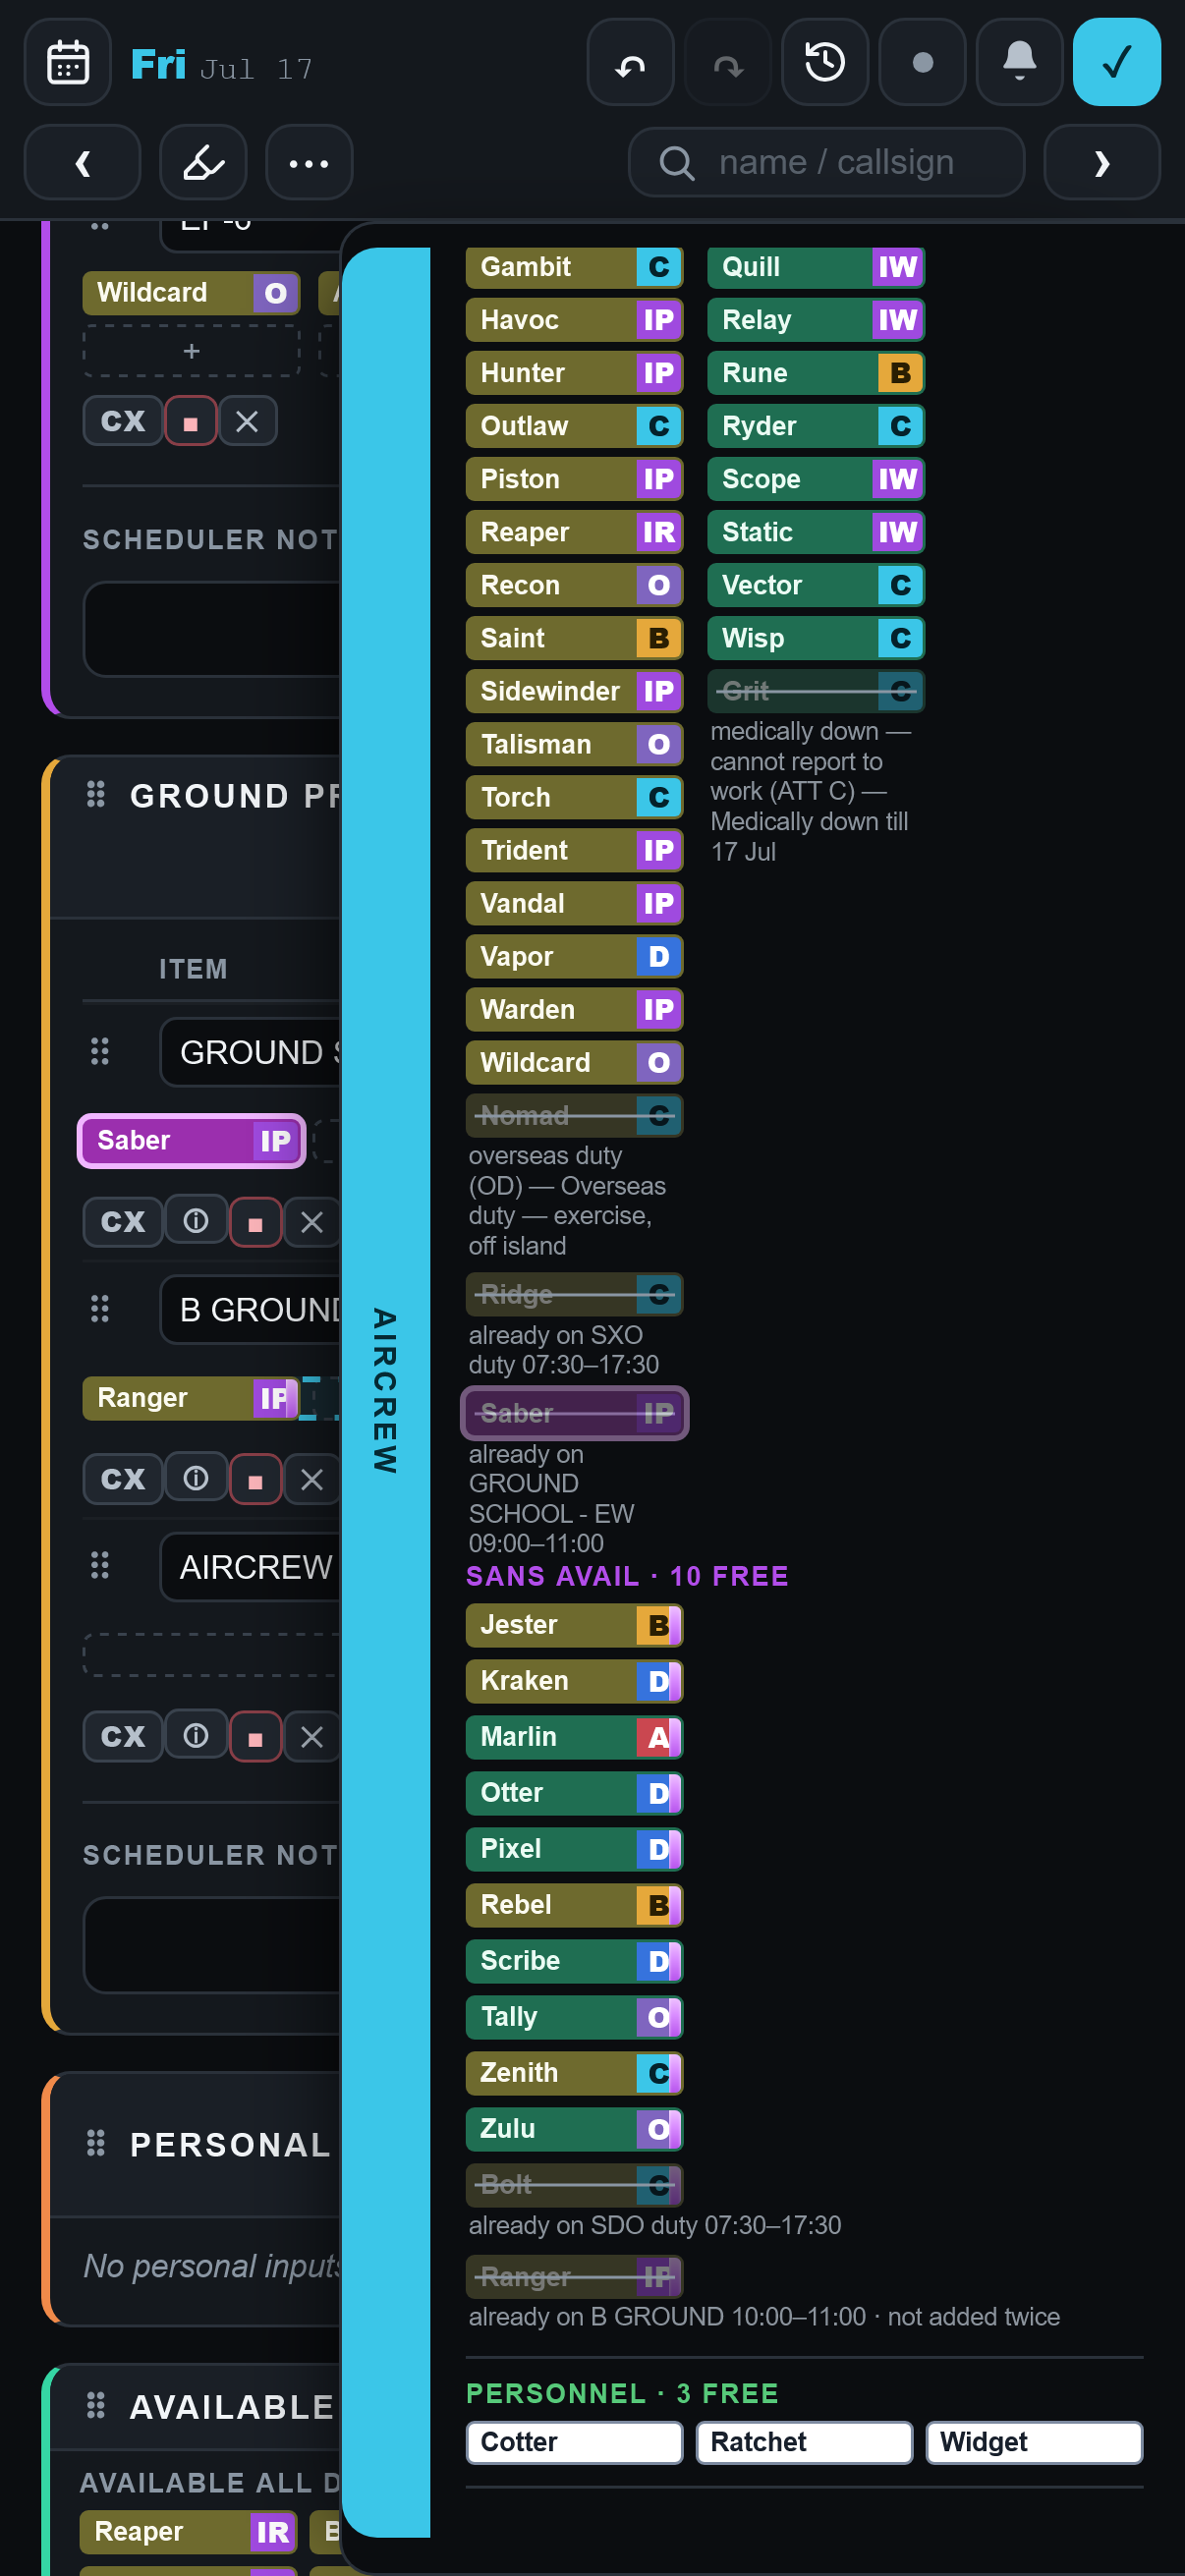 Fri Jul 17
name / callsign
Wildcard O
+
CX
SCHEDULER NOT
GROUND PR
ITEM
GROUND
Saber IP
CX
B GROUND
Ranger IP
CX
AIRCREW
CX
SCHEDULER NOT
PERSONAL
No personal inputs
AVAILABLE
AVAILABLE ALL D
Reaper IR
B
AIRCREW
Gambit C
Havoc IP
Hunter IP
Outlaw C
Piston IP
Reaper IR
Recon O
Saint B
Sidewinder IP
Talisman O
Torch C
Trident IP
Vandal IP
Vapor D
Warden IP
Wildcard O
Nomad C
overseas duty
(OD) — Overseas
duty — exercise,
off island
Ridge C
already on SXO
duty 07:30–17:30
Saber IP
already on
GROUND
SCHOOL - EW
09:00–11:00
Quill IW
Relay IW
Rune B
Ryder C
Scope IW
Static IW
Vector C
Wisp C
Grit C
medically down —
cannot report to
work (ATT C) —
Medically down till
17 Jul
SANS AVAIL · 10 FREE
Jester B
Kraken D
Marlin A
Otter D
Pixel D
Rebel B
Scribe D
Tally O
Zenith C
Zulu O
Bolt C
already on SDO duty 07:30–17:30
Ranger IP
already on B GROUND 10:00–11:00 · not added twice
PERSONNEL · 3 FREE
Cotter Ratchet Widget